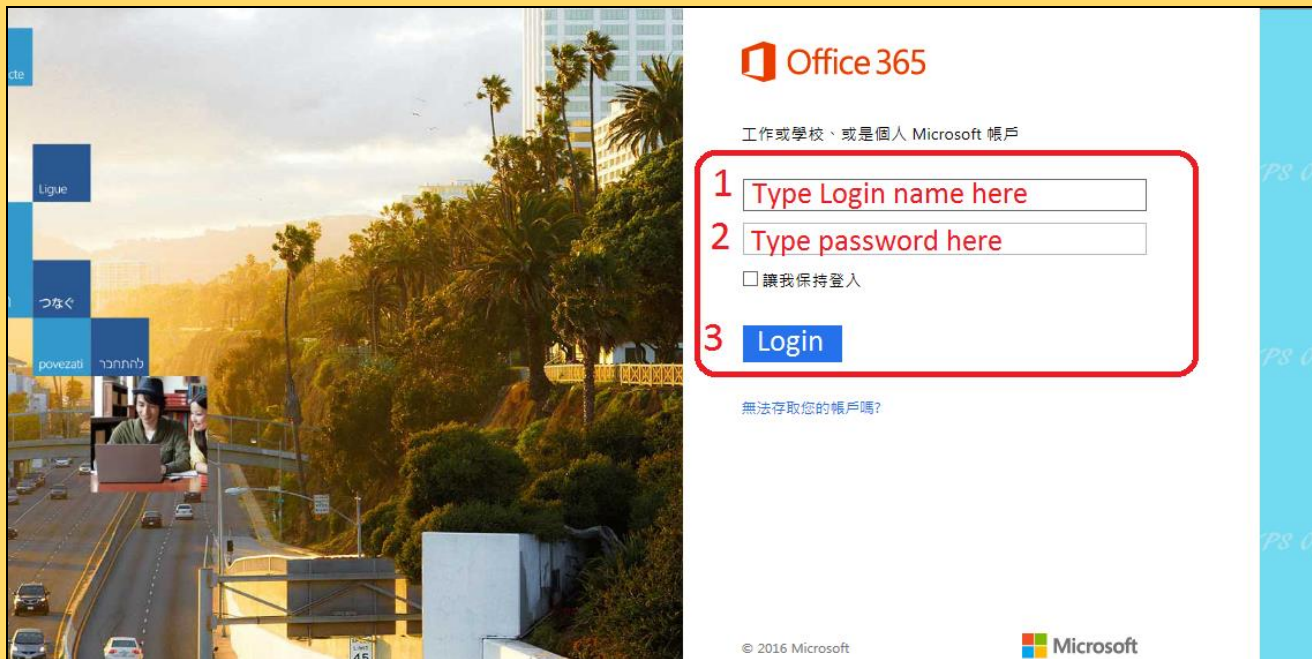 cte
Ligue
つなぐ
povezati
להתחבר
Office 365
工作或學校、或是個人 Microsoft 帳戶
1 Type Login name here
2 Type password here
讓我保持登入
3 Login
無法存取您的帳戶嗎?
© 2016 Microsoft
Microsoft
45